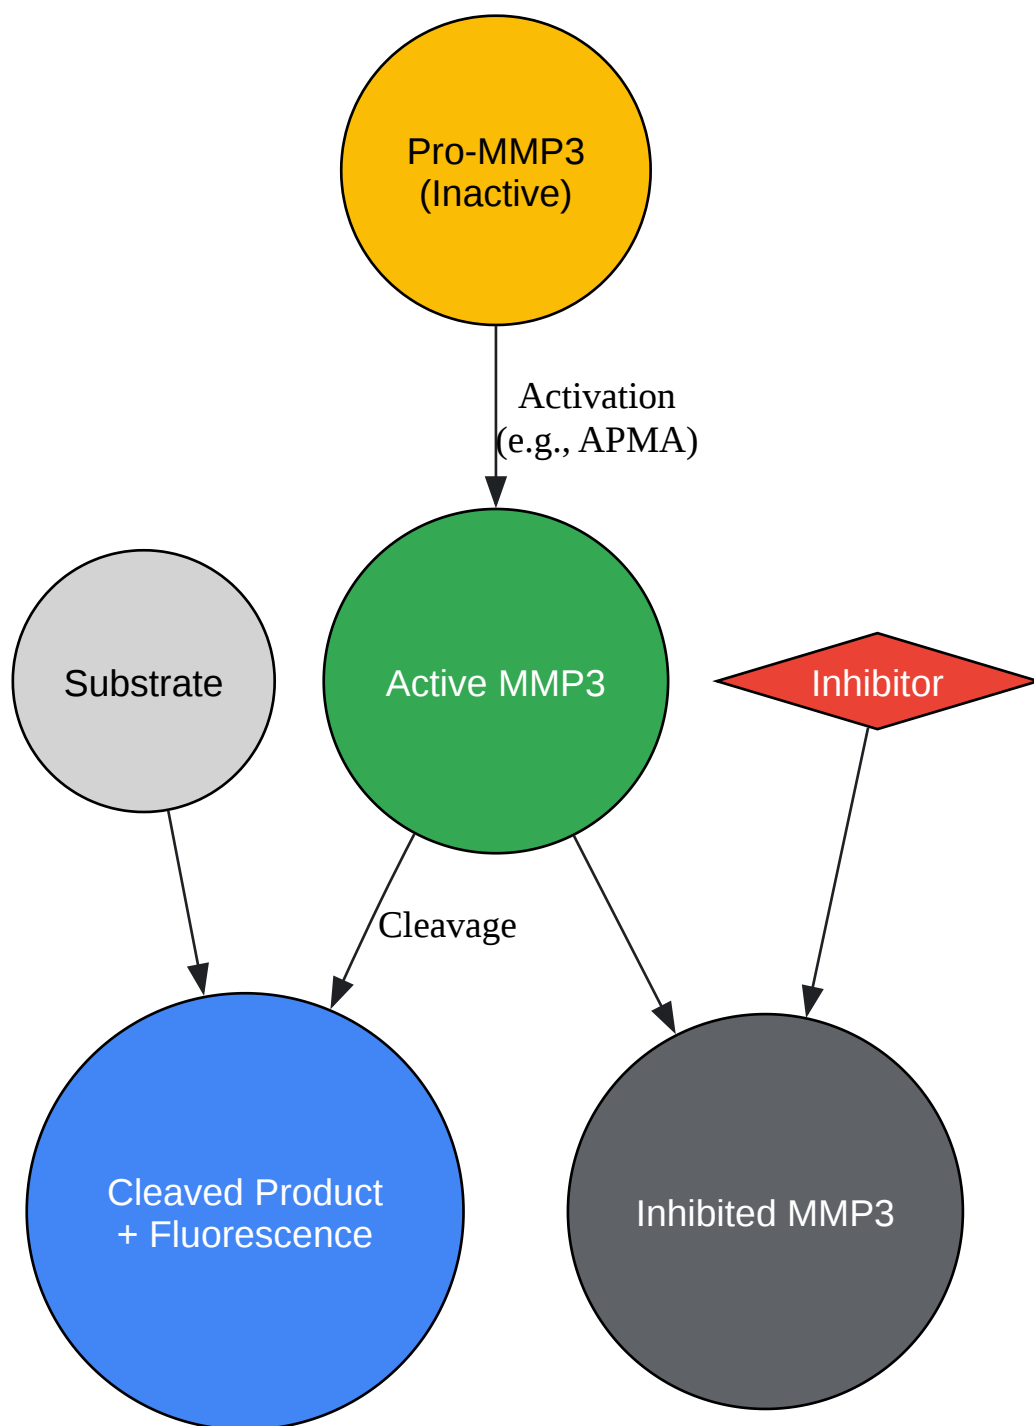 Pro-MMP3
(Inactive)
Activation
(e.g., APMA)
Substrate
Active MMP3
Inhibitor
Cleavage
Cleaved Product
+ Fluorescence
Inhibited MMP3